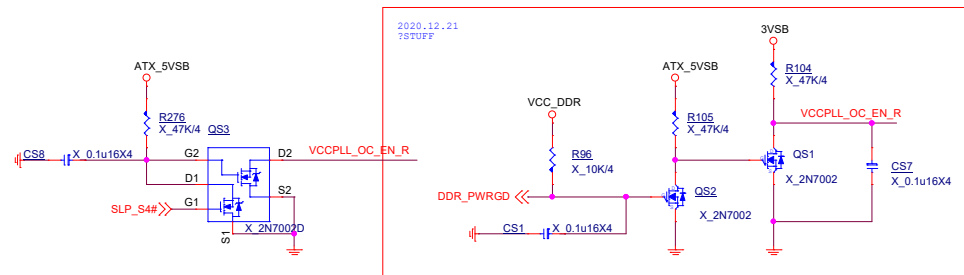 2020.12.21
?STUFF
ATX_5VSB
R276
X_47K/4
QS3
CS8
X_0.1u16X4
G2
D2
VCCPLL_OC_EN_R
D1
S2
SLP_S4#
G1
S1
X_2N7002D
VCC_DDR
R96
X_10K/4
DDR_PWRGD
CS1
X_0.1u16X4
ATX_5VSB
R105
X_47K/4
QS2
X_2N7002
3VSB
R104
X_47K/4
VCCPLL_OC_EN_R
QS1
X_2N7002
CS7
X_0.1u16X4